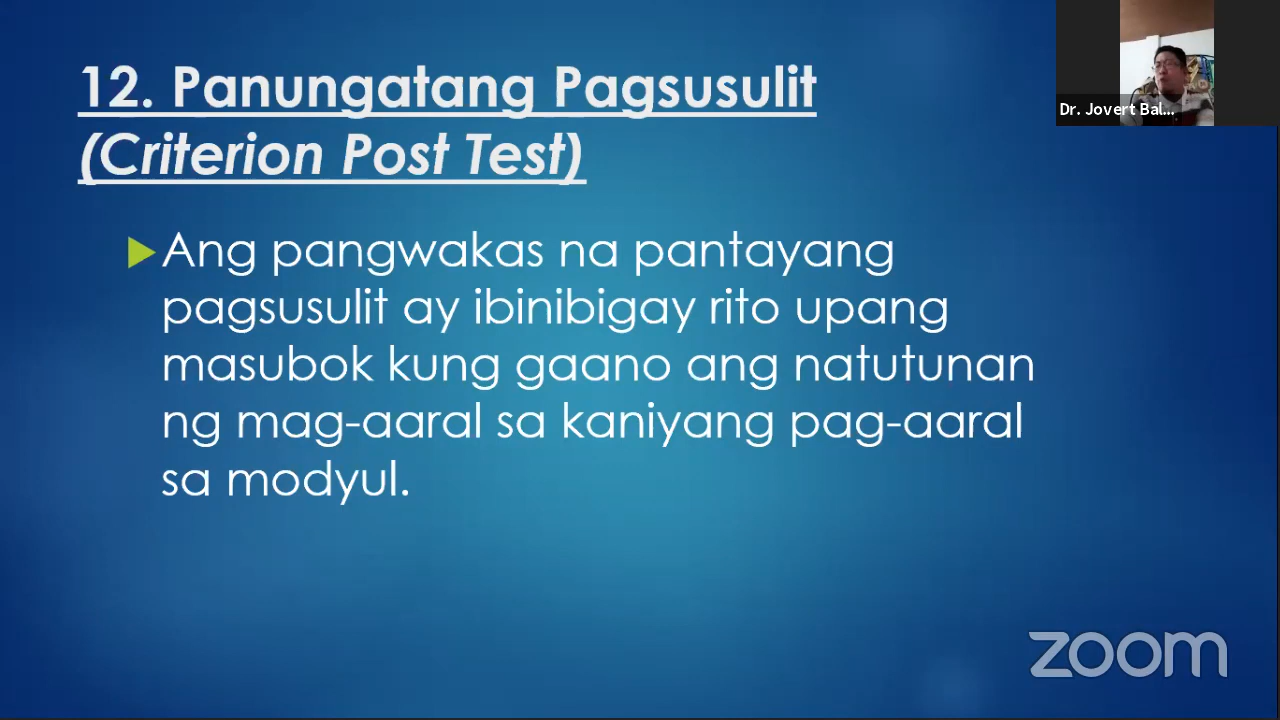 12. Panungatang Pagsusulit
(Criterion Post Test)
Ang pangwakas na pantayang
pagsusulit ay ibinibigay rito upang
masubok kung gaano ang natutunan
ng mag-aaral sa kaniyang pag-aaral
sa modyul.
Dr. Jovert Bal...
zoom